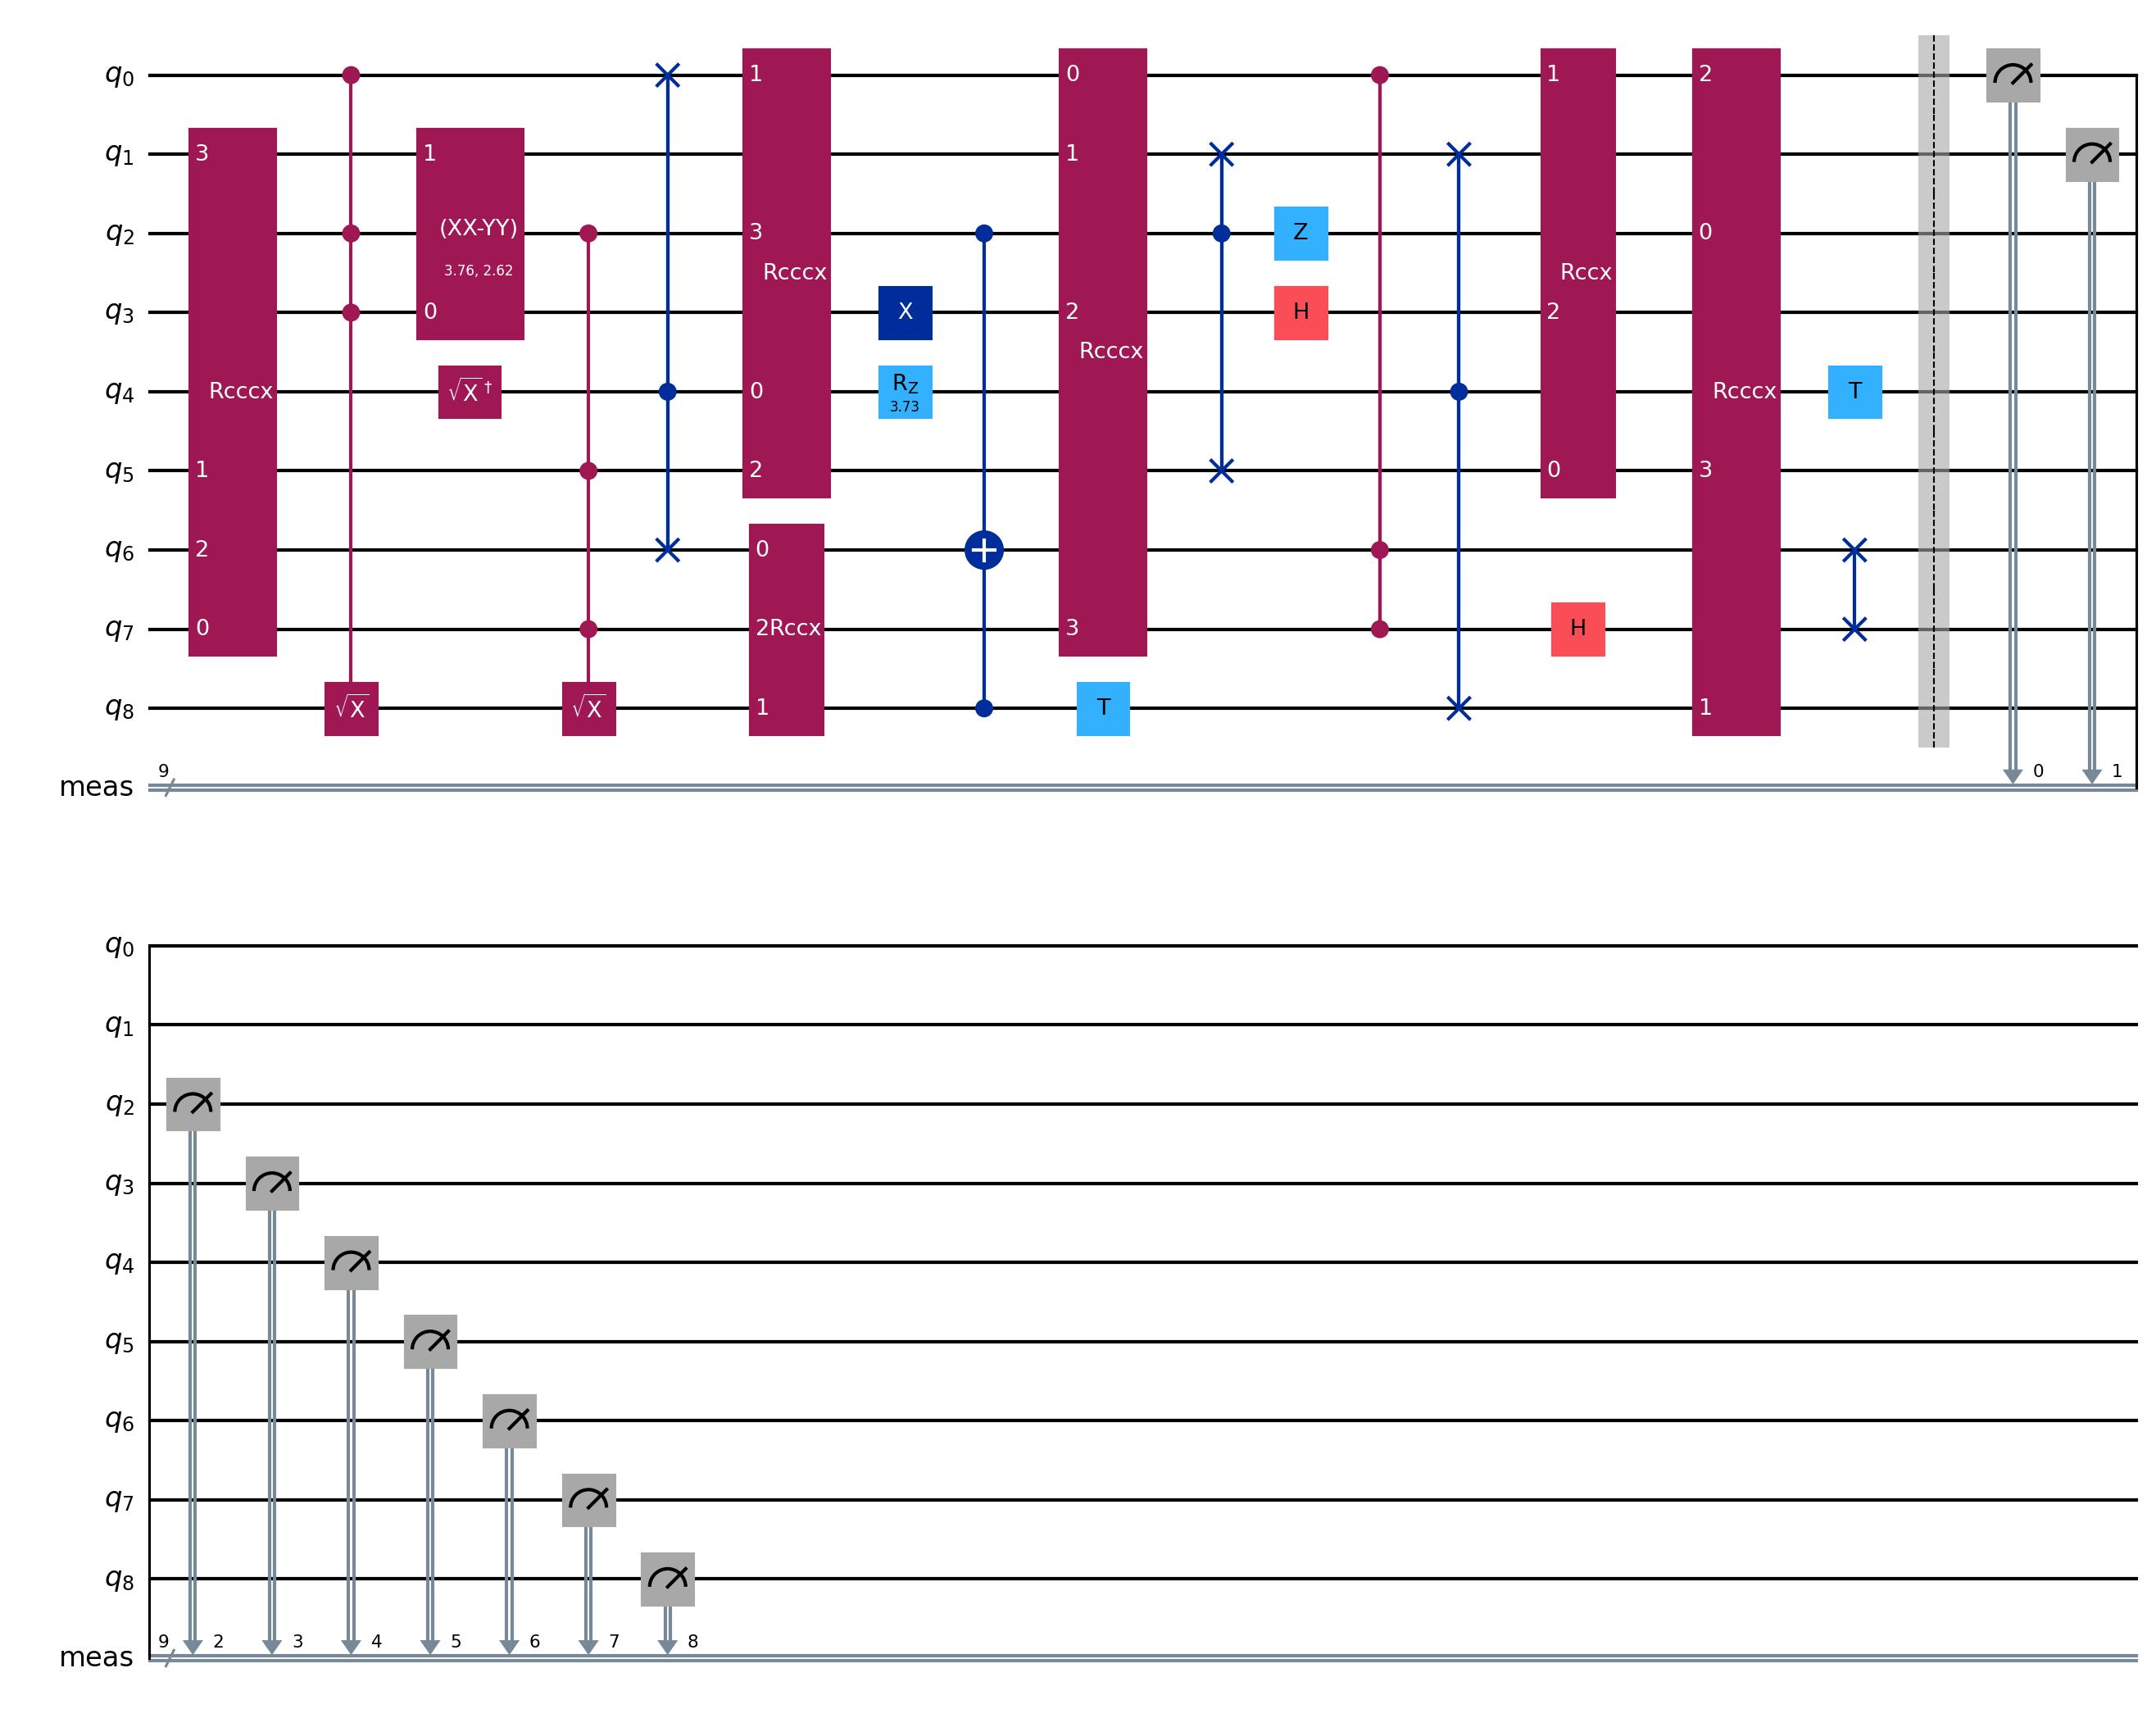 q0 1 0 1 2
q1 3 1 1
q2 (XX-YY) 3 Z 0
3.76, 2.62 Rcccx Rccx
q3 0 X 2 H 2
Rcccx
q4 Rcccx √X† 0 RZ Rcccx T
3.73
q5 1 2 0 3
q6 2 0
q7 0 2Rccx 3 H
q8 √X √X 1 T 1
9 0 1
meas
q0
q1
q2
q3
q4
q5
q6
q7
q8
9 2 3 4 5 6 7 8
meas